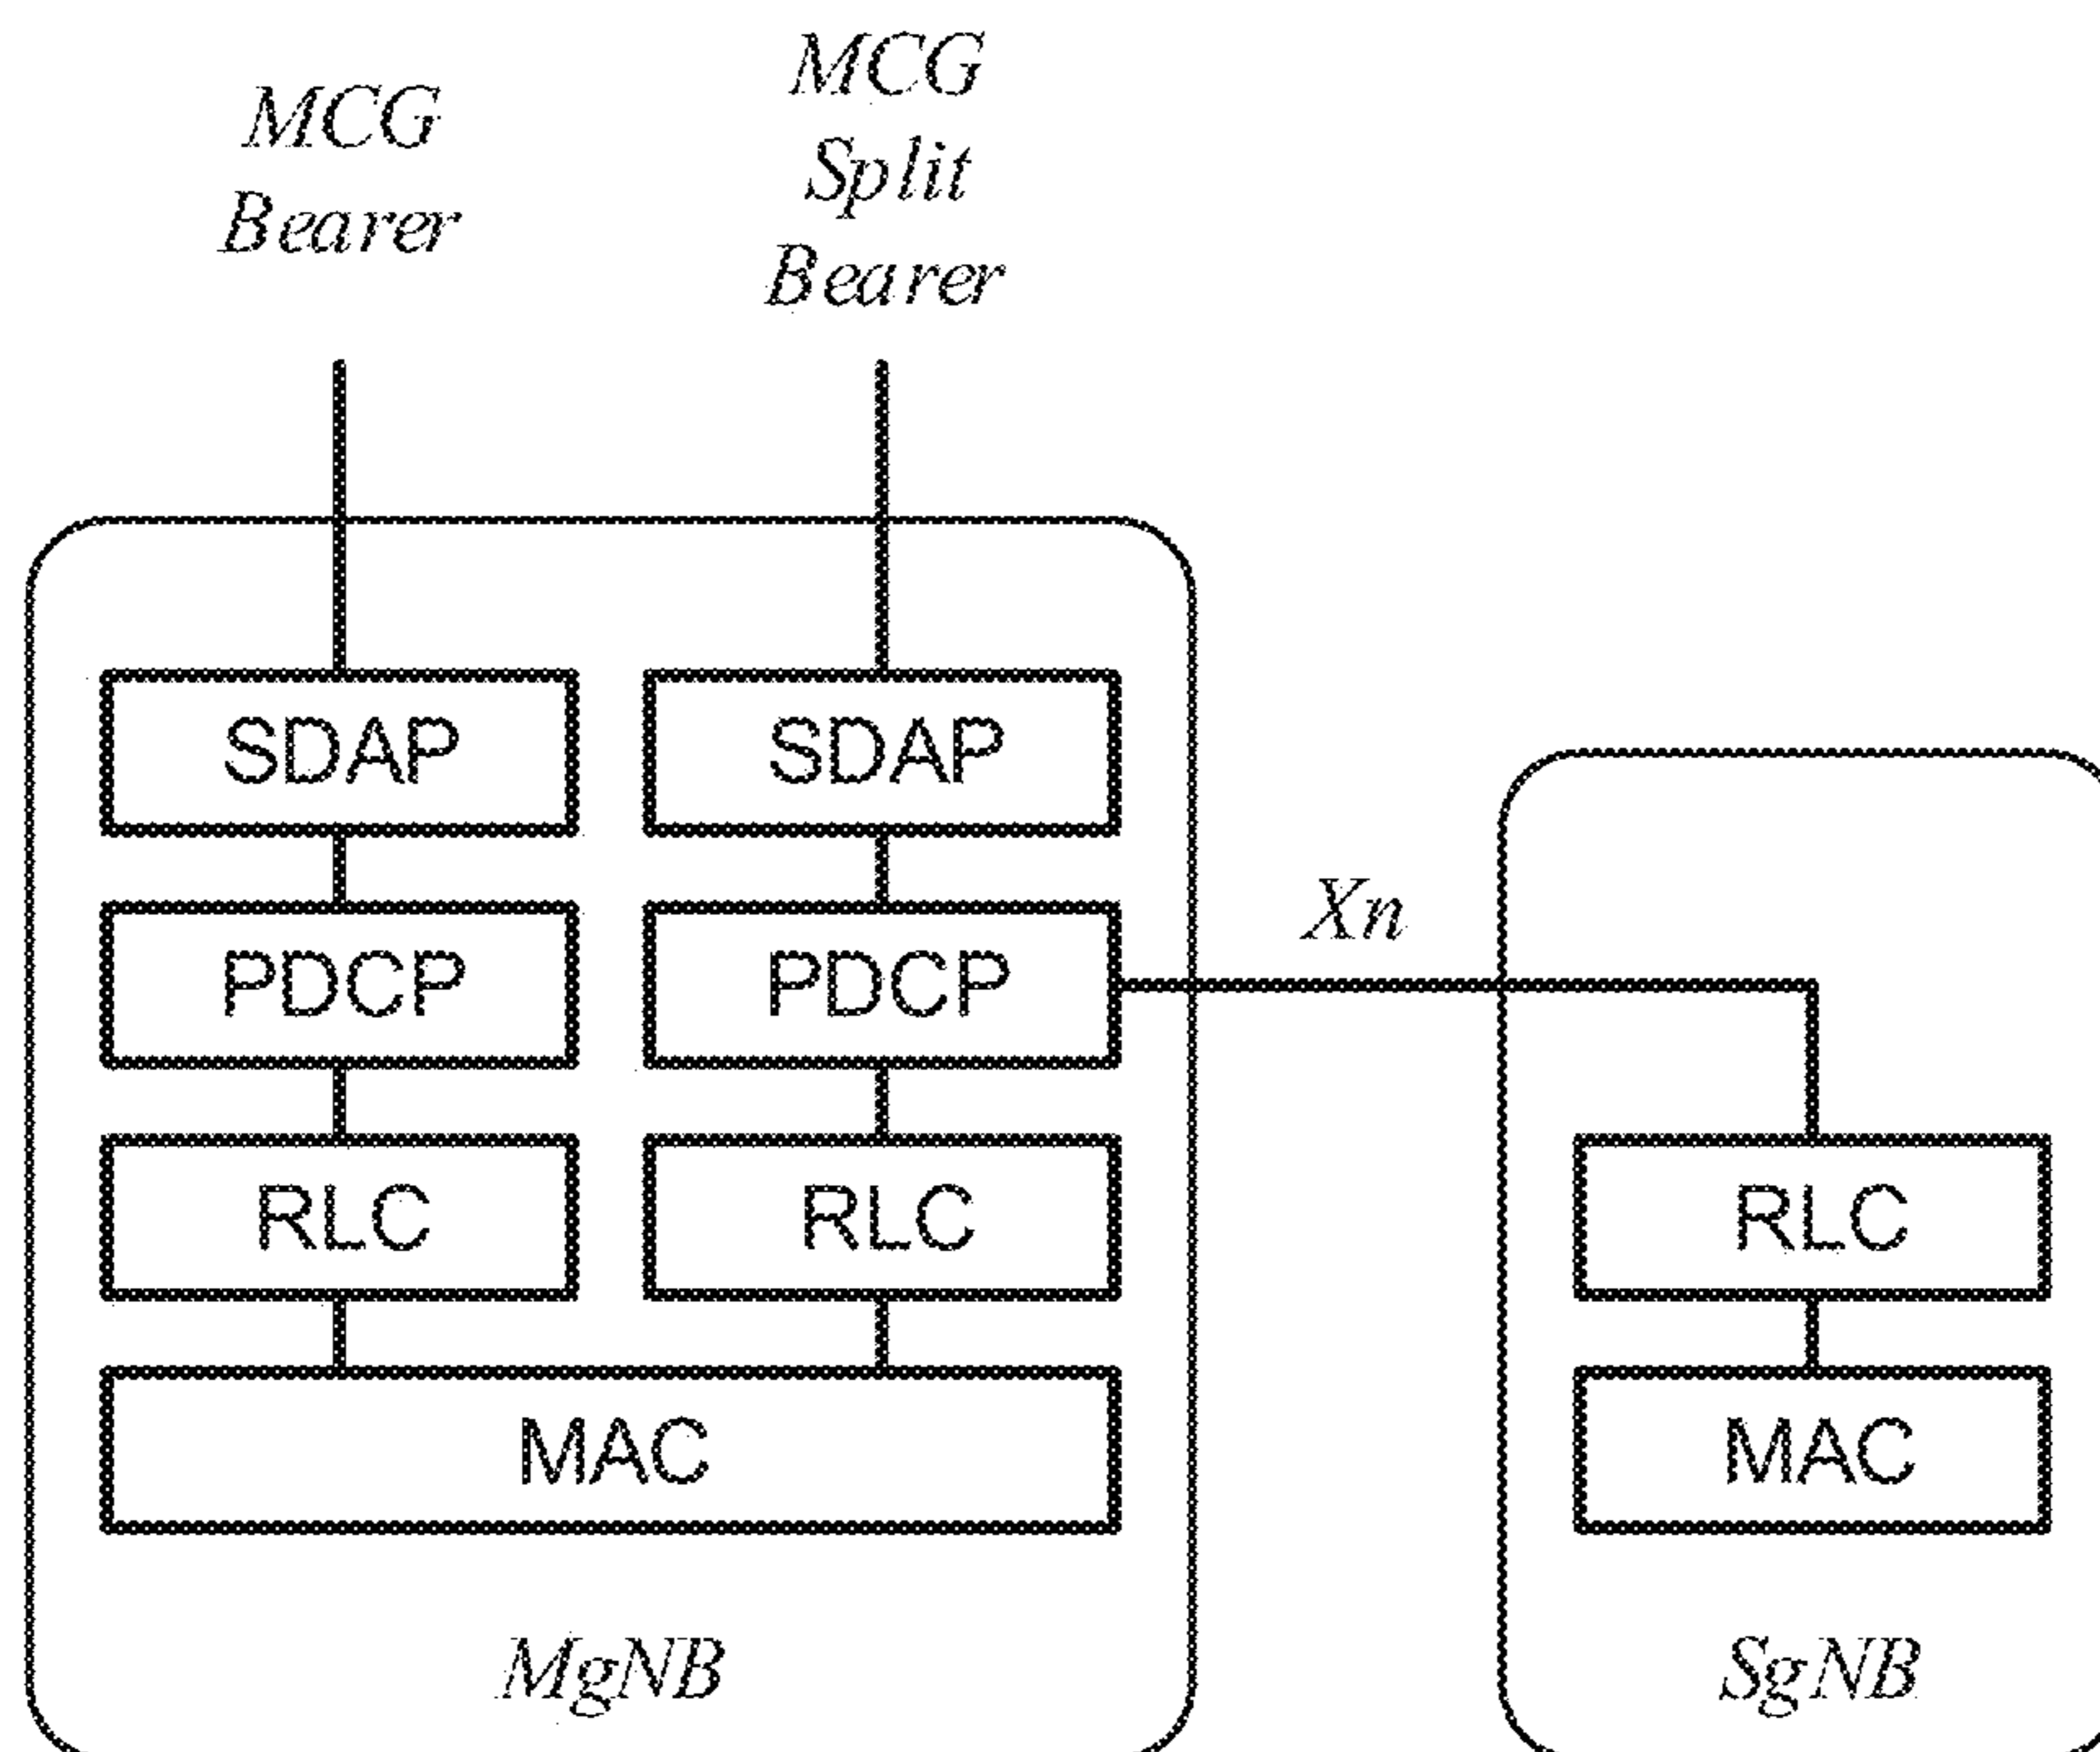 MCG
Bearer
MCG
Split
Bearer
SDAP
SDAP
PDCP
PDCP
Xn
RLC
RLC
RLC
MAC
MAC
MgNB
SgNB